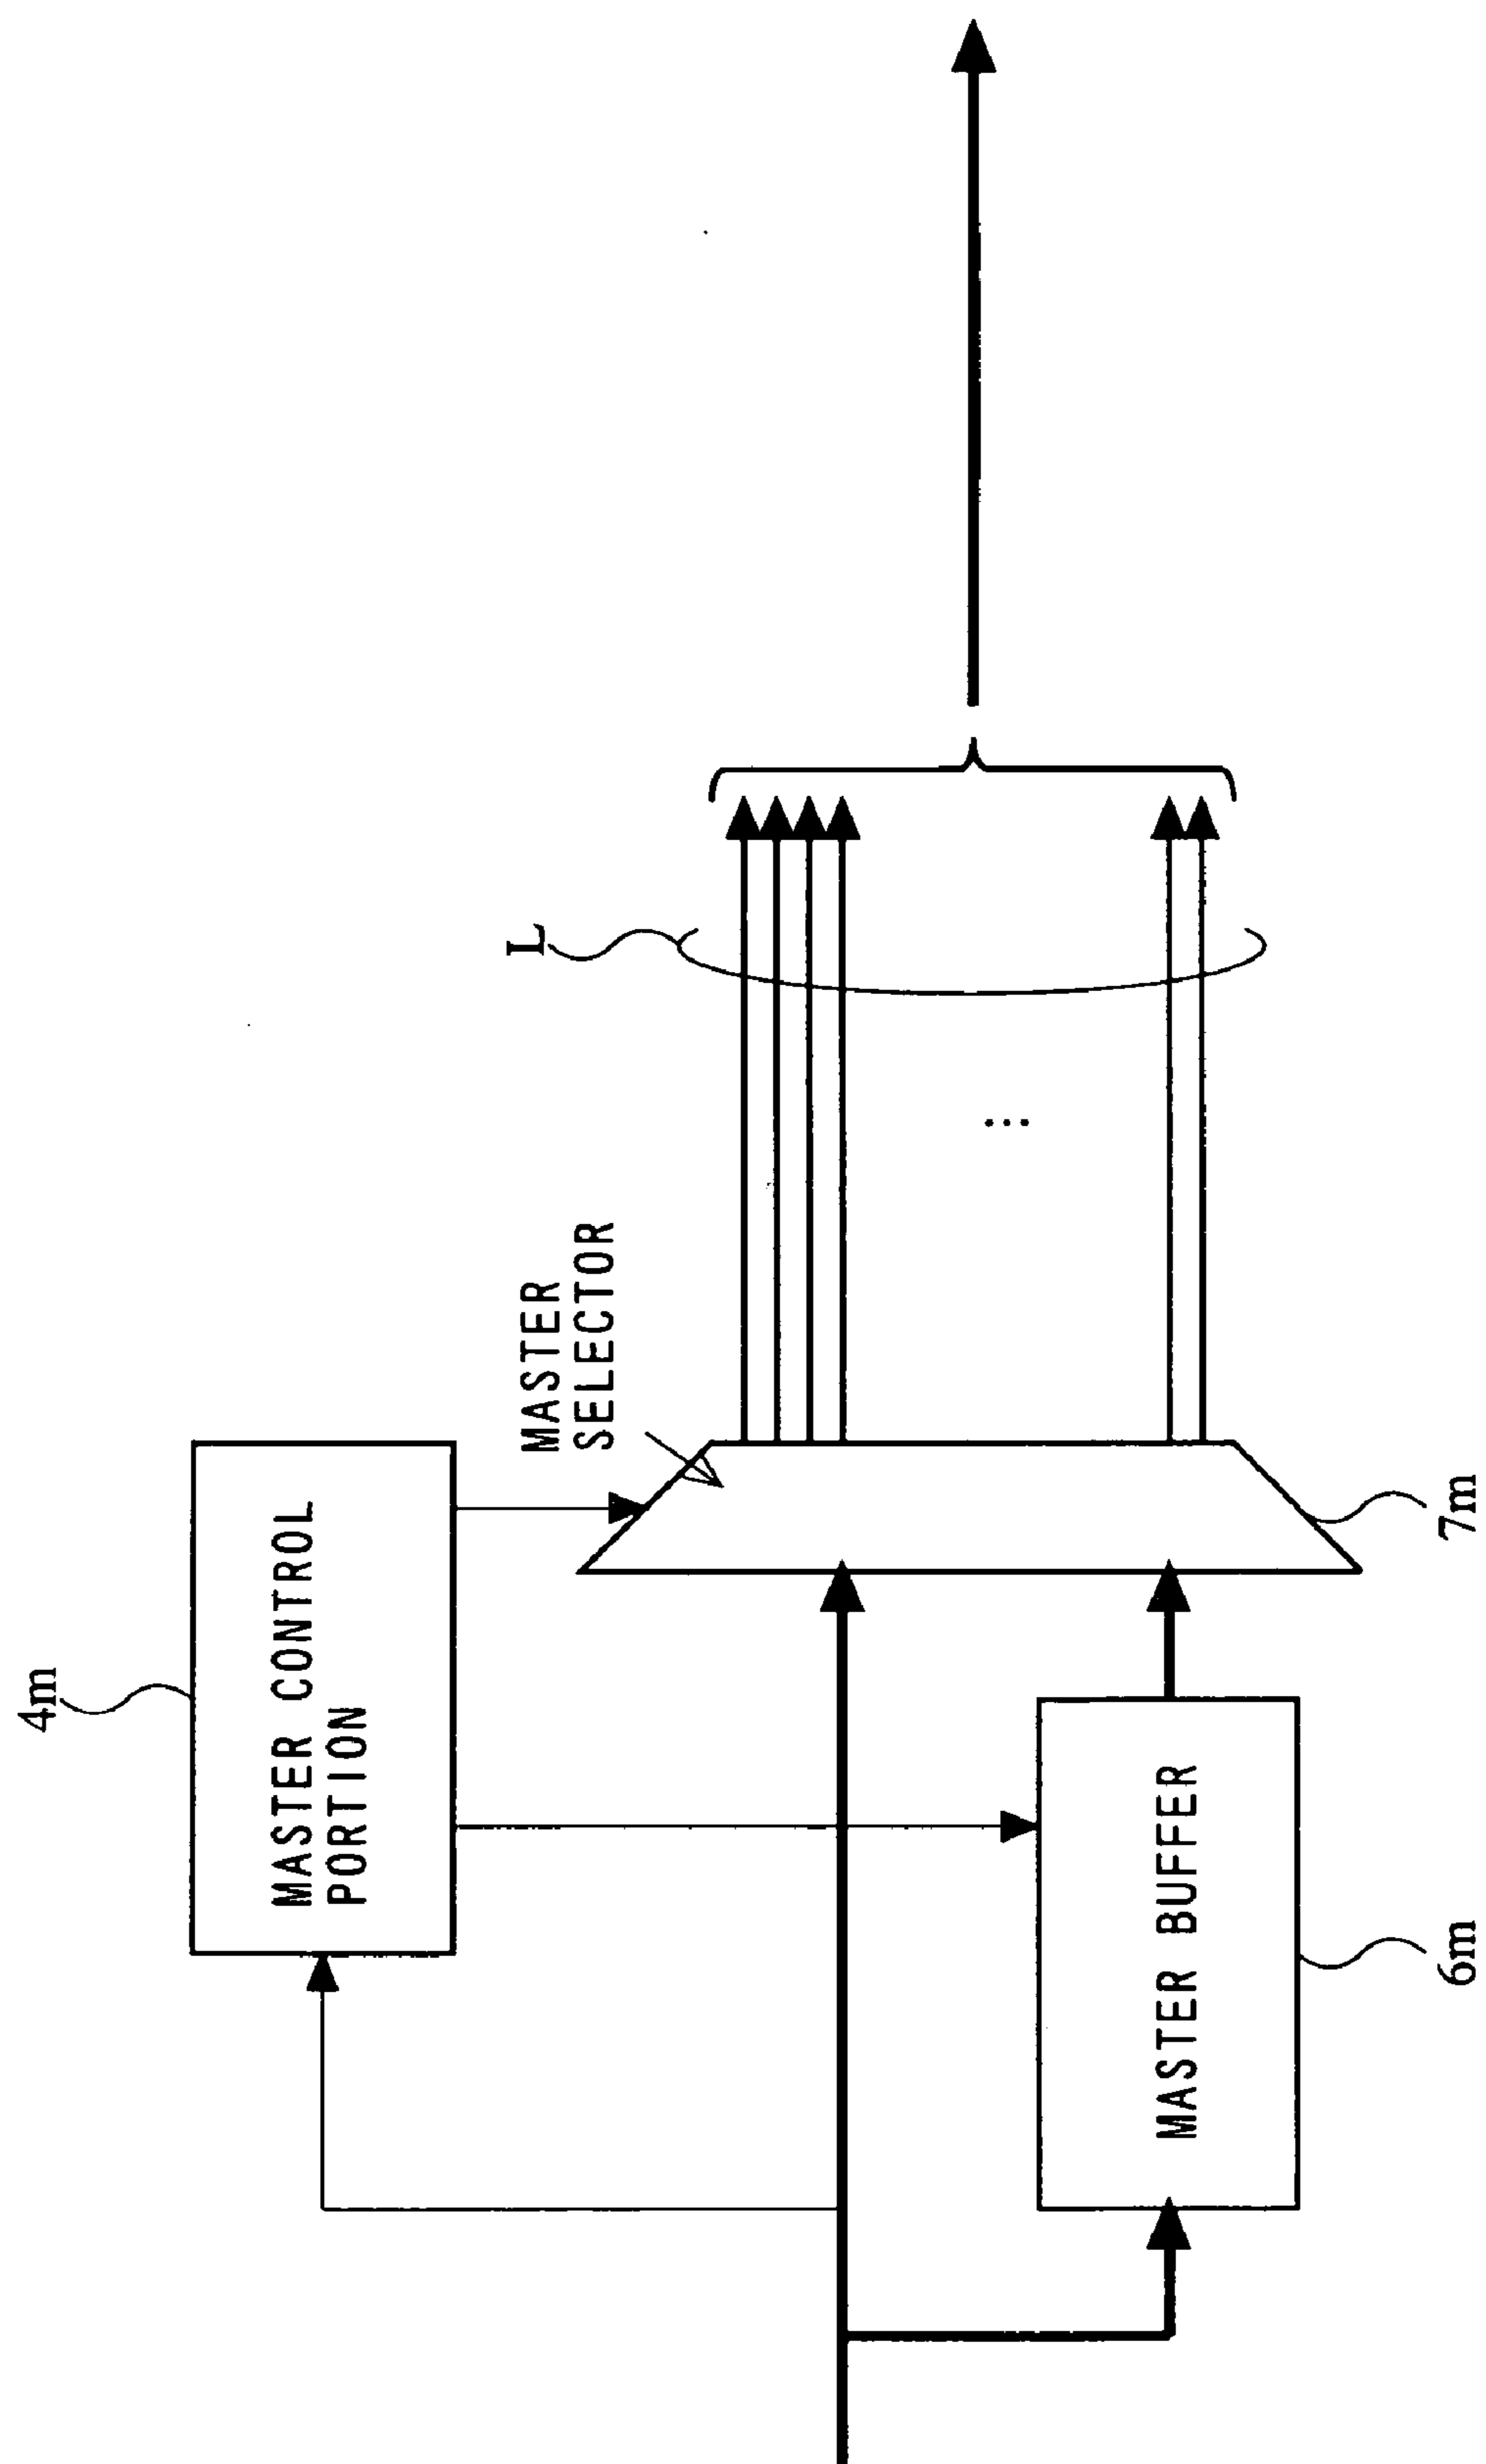 4m
MASTER CONTROL
PORTION
MASTER
SELECTOR
L
⋮
MASTER BUFFER
6m
7m